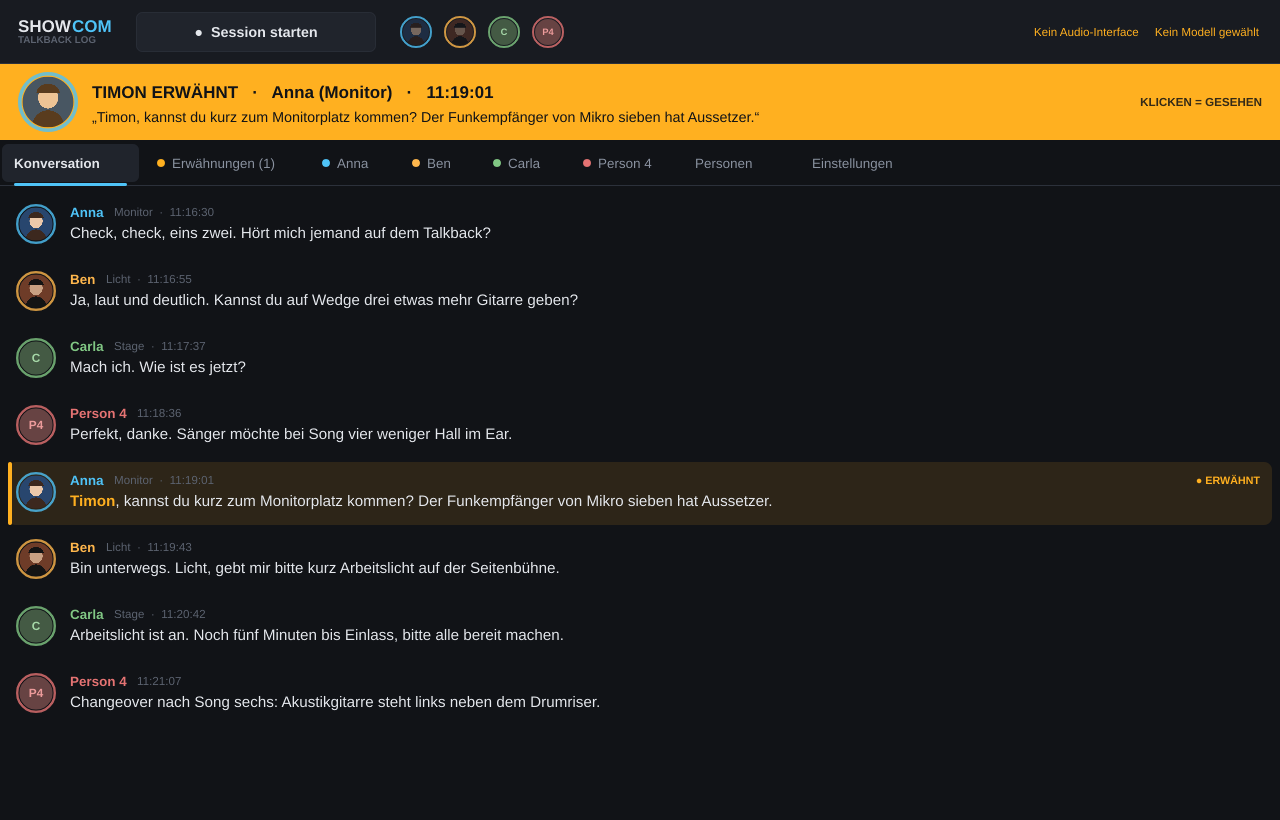 SHOWCOM
TALKBACK LOG
● Session starten
C
P4
Kein Audio-Interface Kein Modell gewählt
TIMON ERWÄHNT · Anna (Monitor) · 11:19:01
„Timon, kannst du kurz zum Monitorplatz kommen? Der Funkempfänger von Mikro sieben hat Aussetzer.“
KLICKEN = GESEHEN
Konversation Erwähnungen (1) Anna Ben Carla Person 4 Personen Einstellungen
Anna Monitor · 11:16:30
Check, check, eins zwei. Hört mich jemand auf dem Talkback?
Ben Licht · 11:16:55
Ja, laut und deutlich. Kannst du auf Wedge drei etwas mehr Gitarre geben?
C
Carla Stage · 11:17:37
Mach ich. Wie ist es jetzt?
P4
Person 4 11:18:36
Perfekt, danke. Sänger möchte bei Song vier weniger Hall im Ear.
Anna Monitor · 11:19:01
● ERWÄHNT
Timon, kannst du kurz zum Monitorplatz kommen? Der Funkempfänger von Mikro sieben hat Aussetzer.
Ben Licht · 11:19:43
Bin unterwegs. Licht, gebt mir bitte kurz Arbeitslicht auf der Seitenbühne.
C
Carla Stage · 11:20:42
Arbeitslicht ist an. Noch fünf Minuten bis Einlass, bitte alle bereit machen.
P4
Person 4 11:21:07
Changeover nach Song sechs: Akustikgitarre steht links neben dem Drumriser.